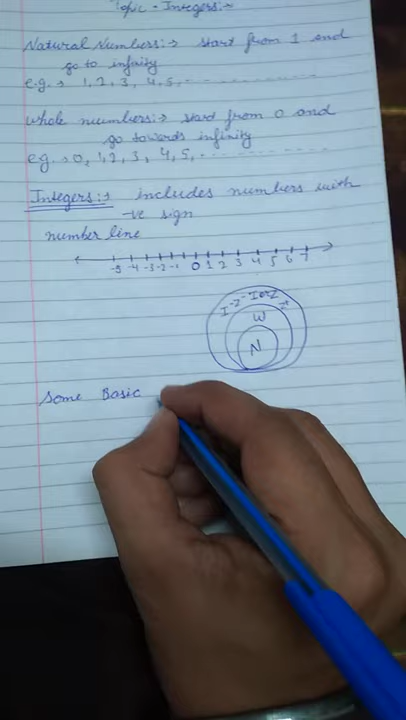 Topic - Integers:→
Natural Numbers:→ start from 1 and
go to infinity
e.g. → 1, 2, 3, 4, 5, - - - - - - - - - - - -
Whole numbers:→ start from 0 and
go towards infinity
e.g. → 0, 1, 2, 3, 4, 5, - - - - - - - - - - - -
Integers:→ includes numbers with
-ve sign
number line
-5 -4 -3 -2 -1 0 1 2 3 4 5 6 7
W
N
Some Basic